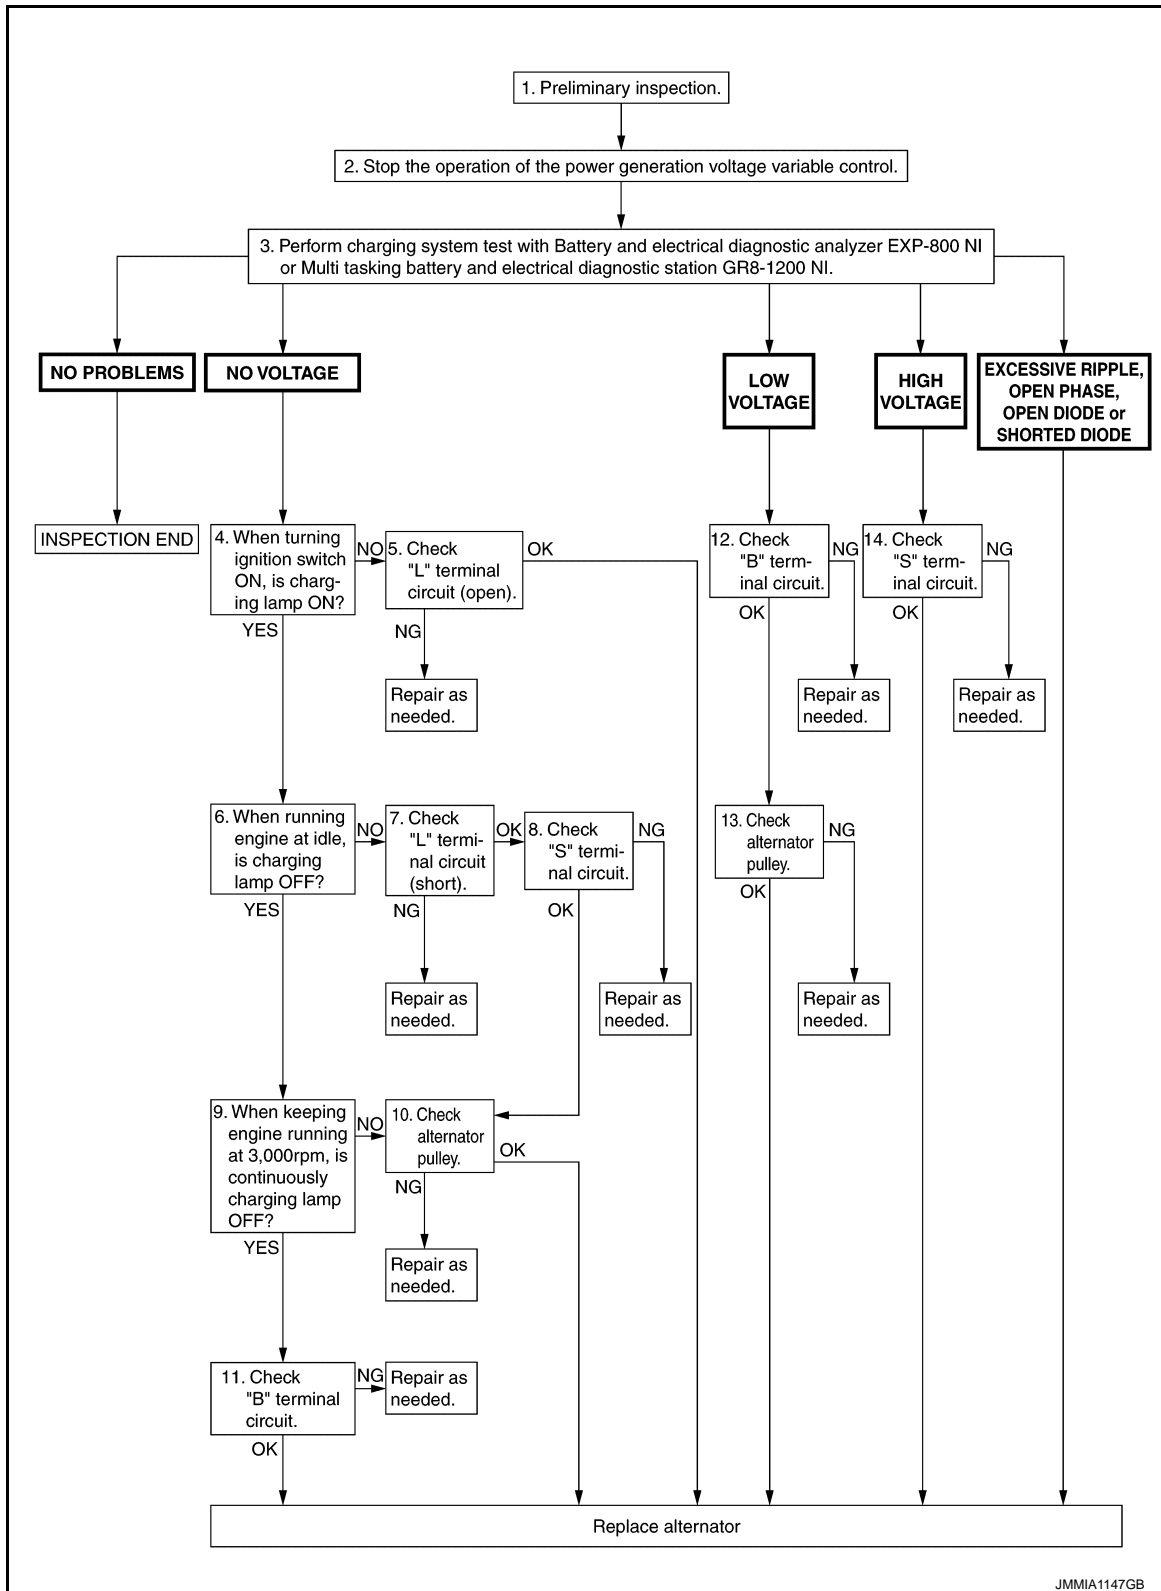 1. Preliminary inspection.
2. Stop the operation of the power generation voltage variable control.
3. Perform charging system test with Battery and electrical diagnostic analyzer EXP-800 NI
or Multi tasking battery and electrical diagnostic station GR8-1200 NI.
NO PROBLEMS
NO VOLTAGE
LOW
VOLTAGE
HIGH
VOLTAGE
EXCESSIVE RIPPLE,
OPEN PHASE,
OPEN DIODE or
SHORTED DIODE
INSPECTION END
4. When turning
ignition switch
ON, is charg-
ing lamp ON?
NO
YES
5. Check
"L" terminal
circuit (open).
OK
NG
Repair as
needed.
12. Check
"B" term-
inal circuit.
NG
OK
Repair as
needed.
14. Check
"S" term-
inal circuit.
NG
OK
Repair as
needed.
6. When running
engine at idle,
is charging
lamp OFF?
NO
YES
7. Check
"L" termi-
nal circuit
(short).
OK
NG
Repair as
needed.
8. Check
"S" termi-
nal circuit.
NG
OK
Repair as
needed.
13. Check
alternator
pulley.
NG
OK
Repair as
needed.
9. When keeping
engine running
at 3,000rpm, is
continuously
charging lamp
OFF?
NO
YES
10. Check
alternator
pulley.
OK
NG
Repair as
needed.
11. Check
"B" terminal
circuit.
NG
OK
Repair as
needed.
Replace alternator
JMMIA1147GB